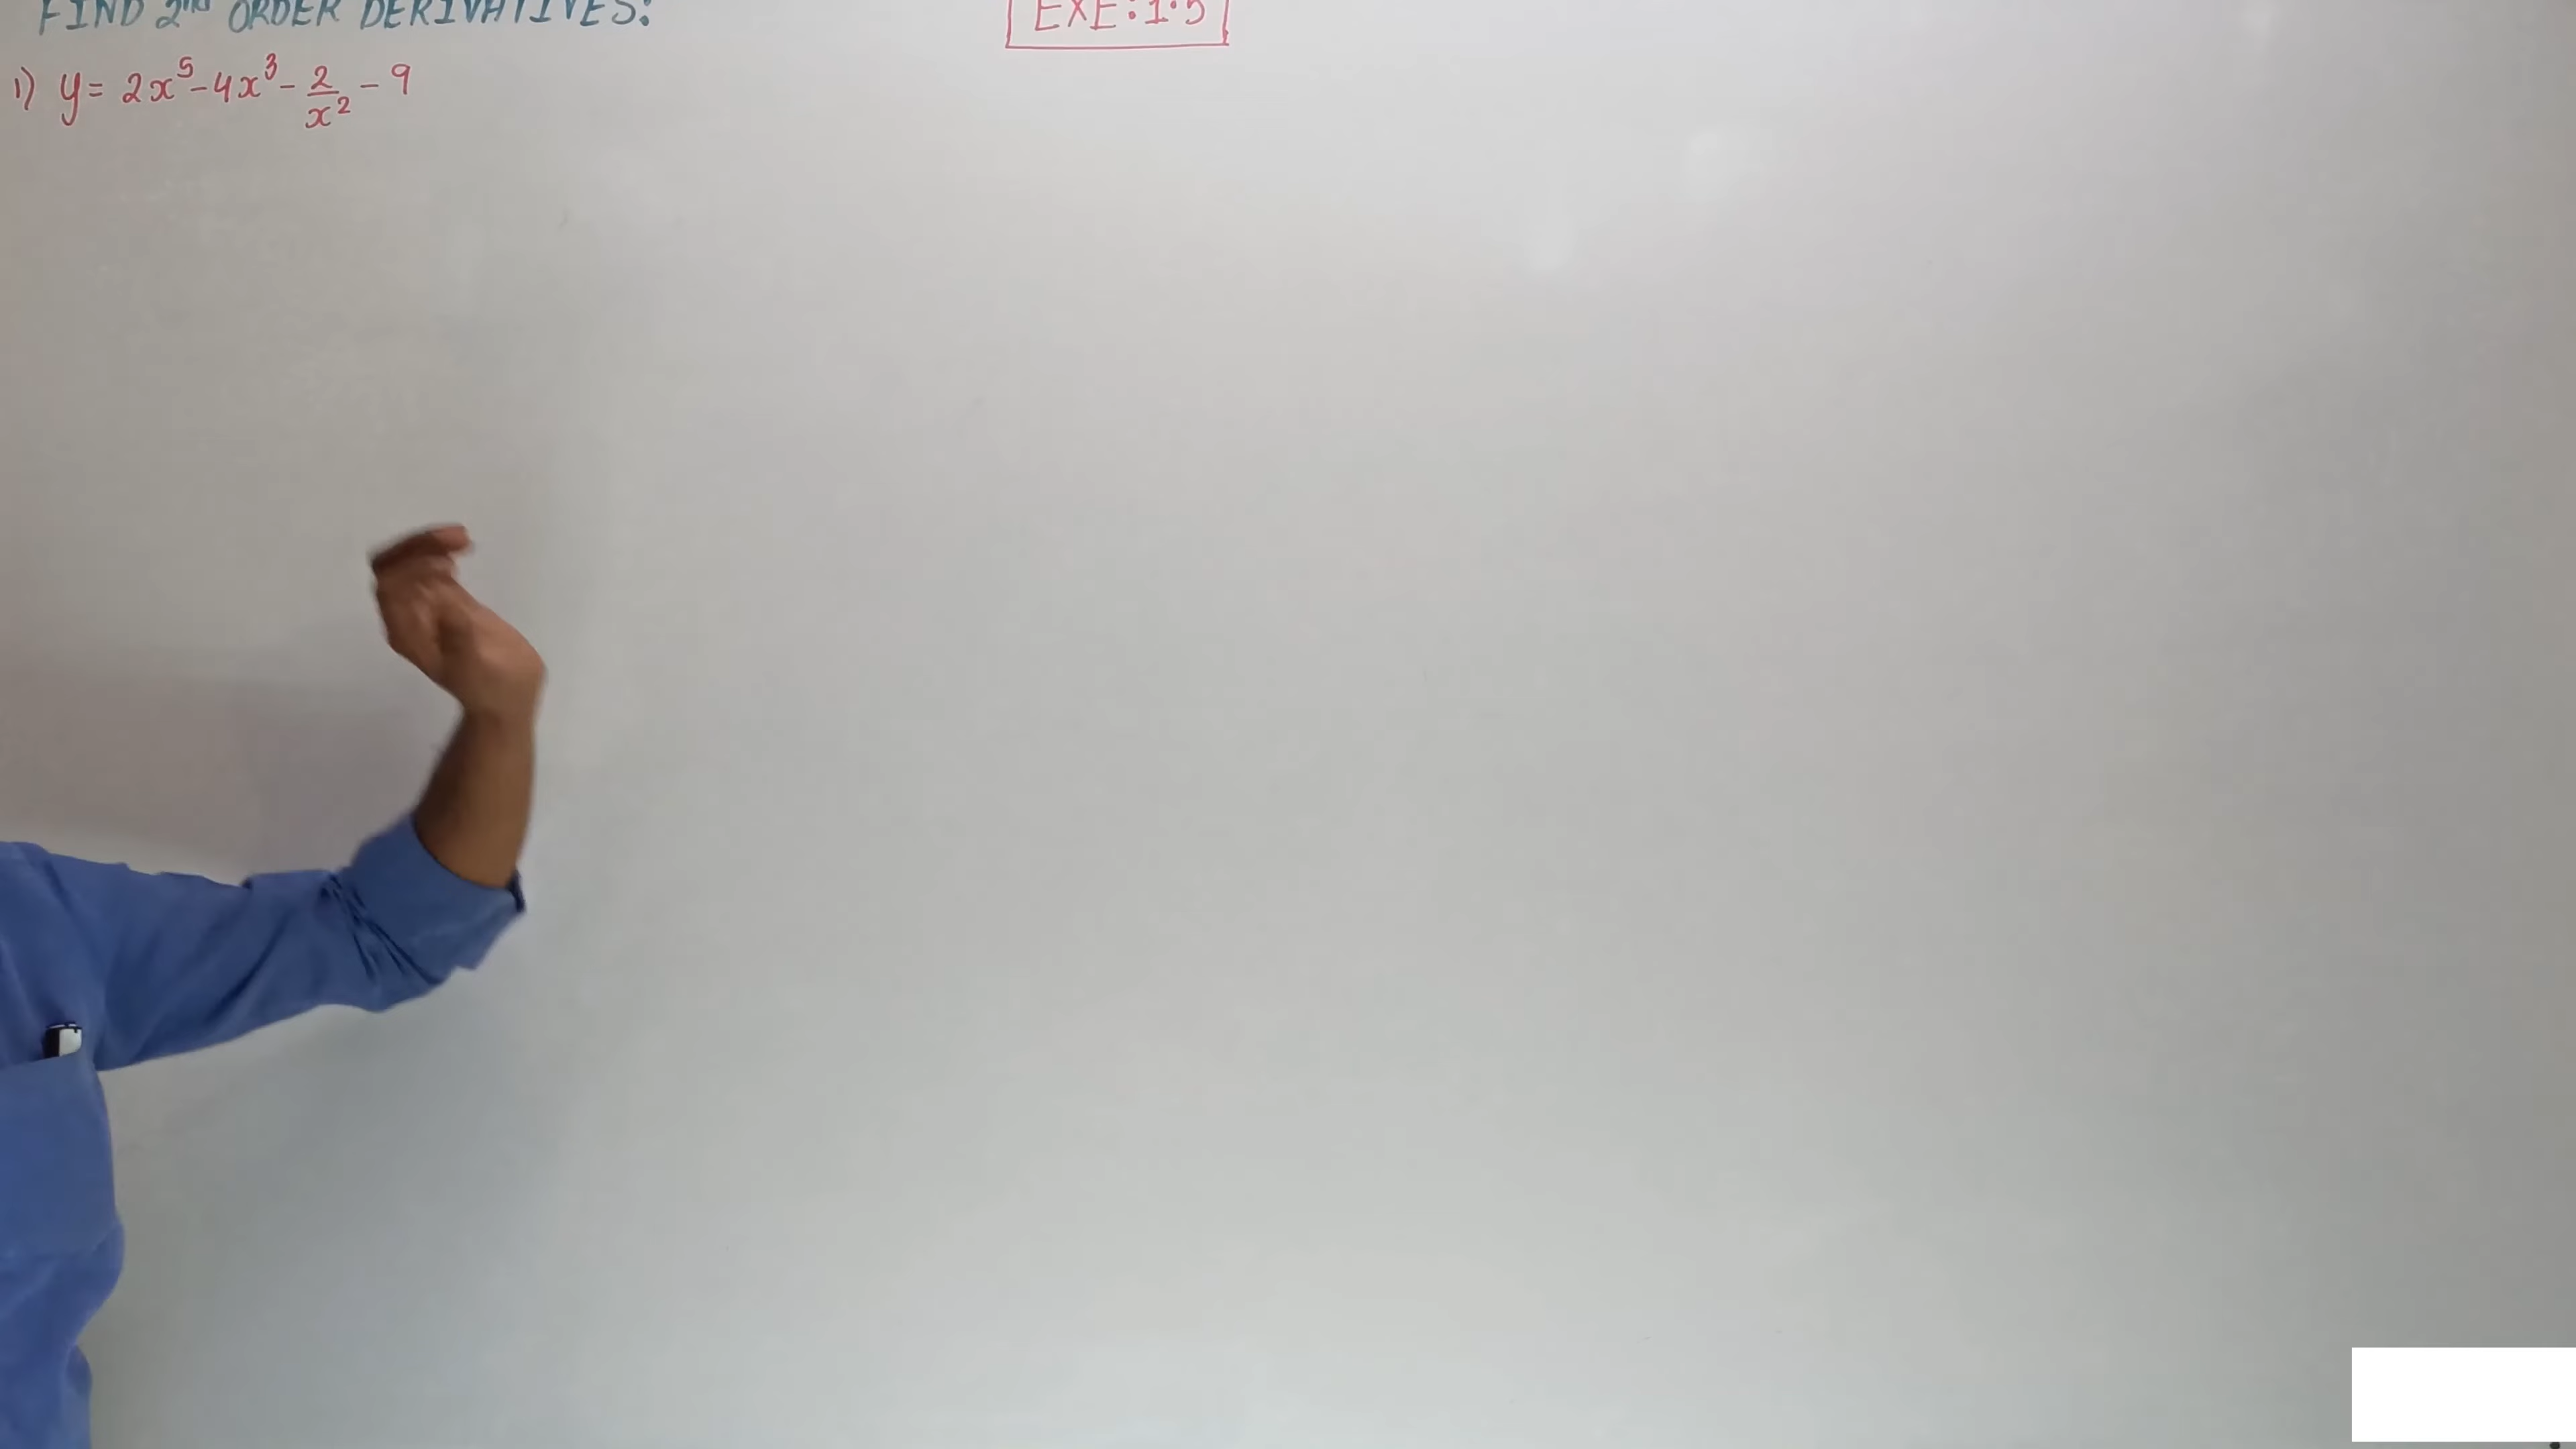 FIND 2nd ORDER DERIVATIVES:
EXE: 1.5
1) y = 2x⁵ - 4x³ - 2/x² - 9